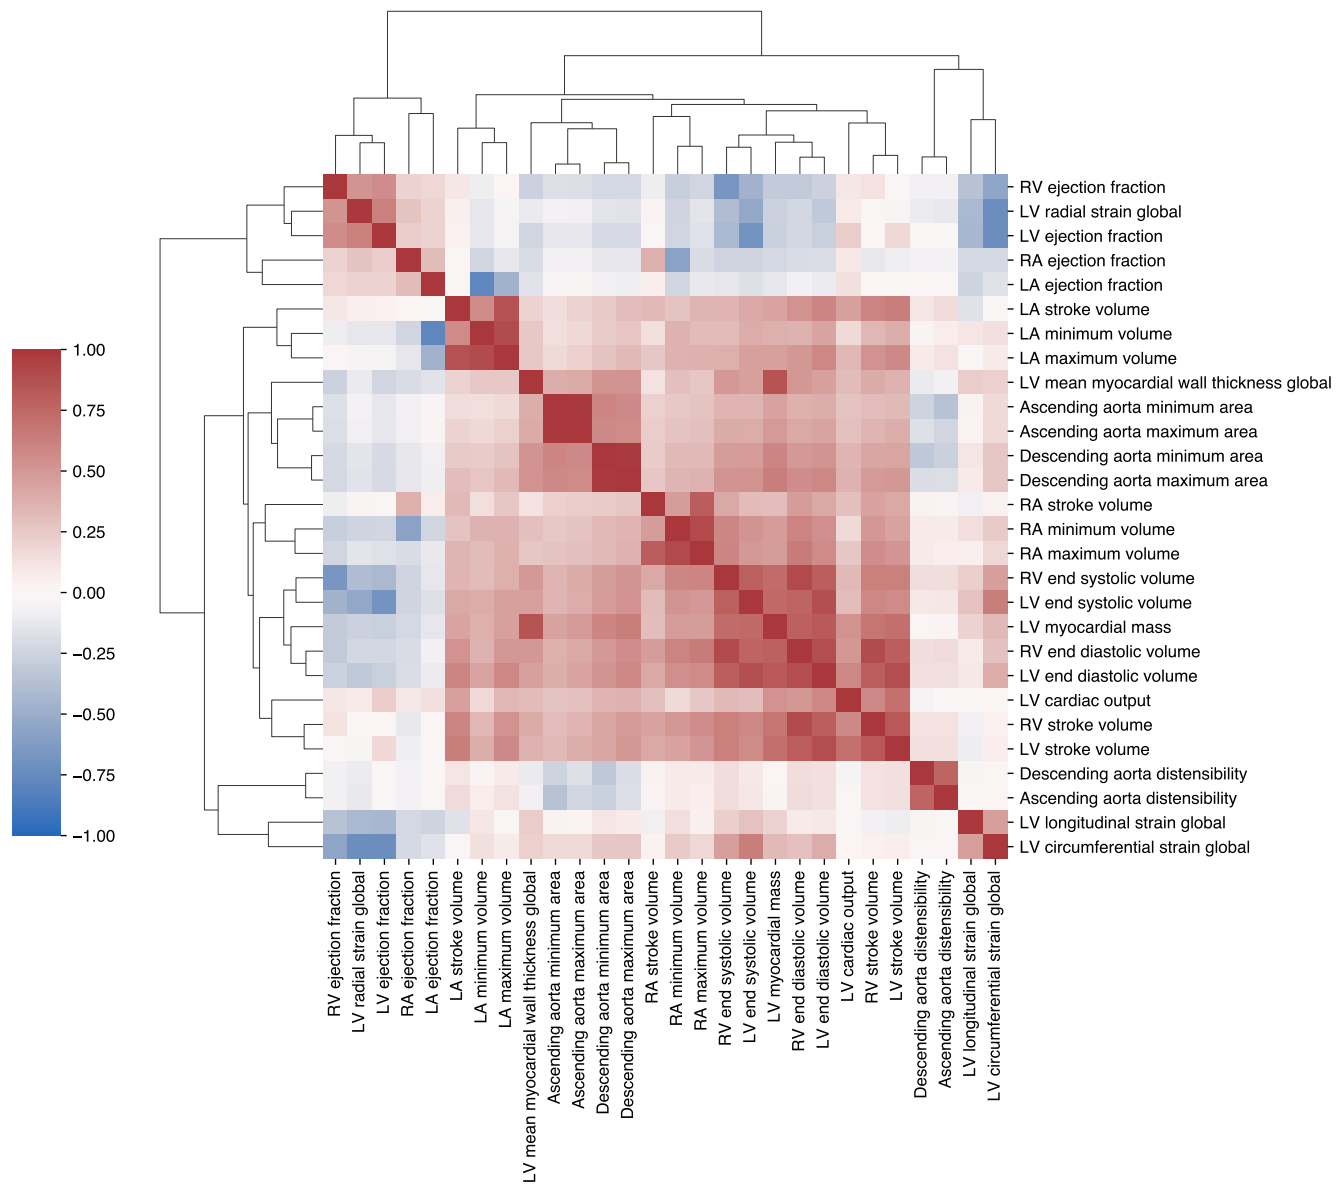 RV ejection fraction
LV radial strain global
LV ejection fraction
RA ejection fraction
LA ejection fraction
LA stroke volume
LA minimum volume
LA maximum volume
LV mean myocardial wall thickness global
Ascending aorta minimum area
Ascending aorta maximum area
Descending aorta minimum area
Descending aorta maximum area
RA stroke volume
RA minimum volume
RA maximum volume
RV end systolic volume
LV end systolic volume
LV myocardial mass
RV end diastolic volume
LV end diastolic volume
LV cardiac output
RV stroke volume
LV stroke volume
Descending aorta distensibility
Ascending aorta distensibility
LV longitudinal strain global
LV circumferential strain global
1.00
0.75
0.50
0.25
0.00
−0.25
−0.50
−0.75
−1.00
RV ejection fraction
LV radial strain global
LV ejection fraction
RA ejection fraction
LA ejection fraction
LA stroke volume
LA minimum volume
LA maximum volume
LV mean myocardial wall thickness global
Ascending aorta minimum area
Ascending aorta maximum area
Descending aorta minimum area
Descending aorta maximum area
RA stroke volume
RA minimum volume
RA maximum volume
RV end systolic volume
LV end systolic volume
LV myocardial mass
RV end diastolic volume
LV end diastolic volume
LV cardiac output
RV stroke volume
LV stroke volume
Descending aorta distensibility
Ascending aorta distensibility
LV longitudinal strain global
LV circumferential strain global